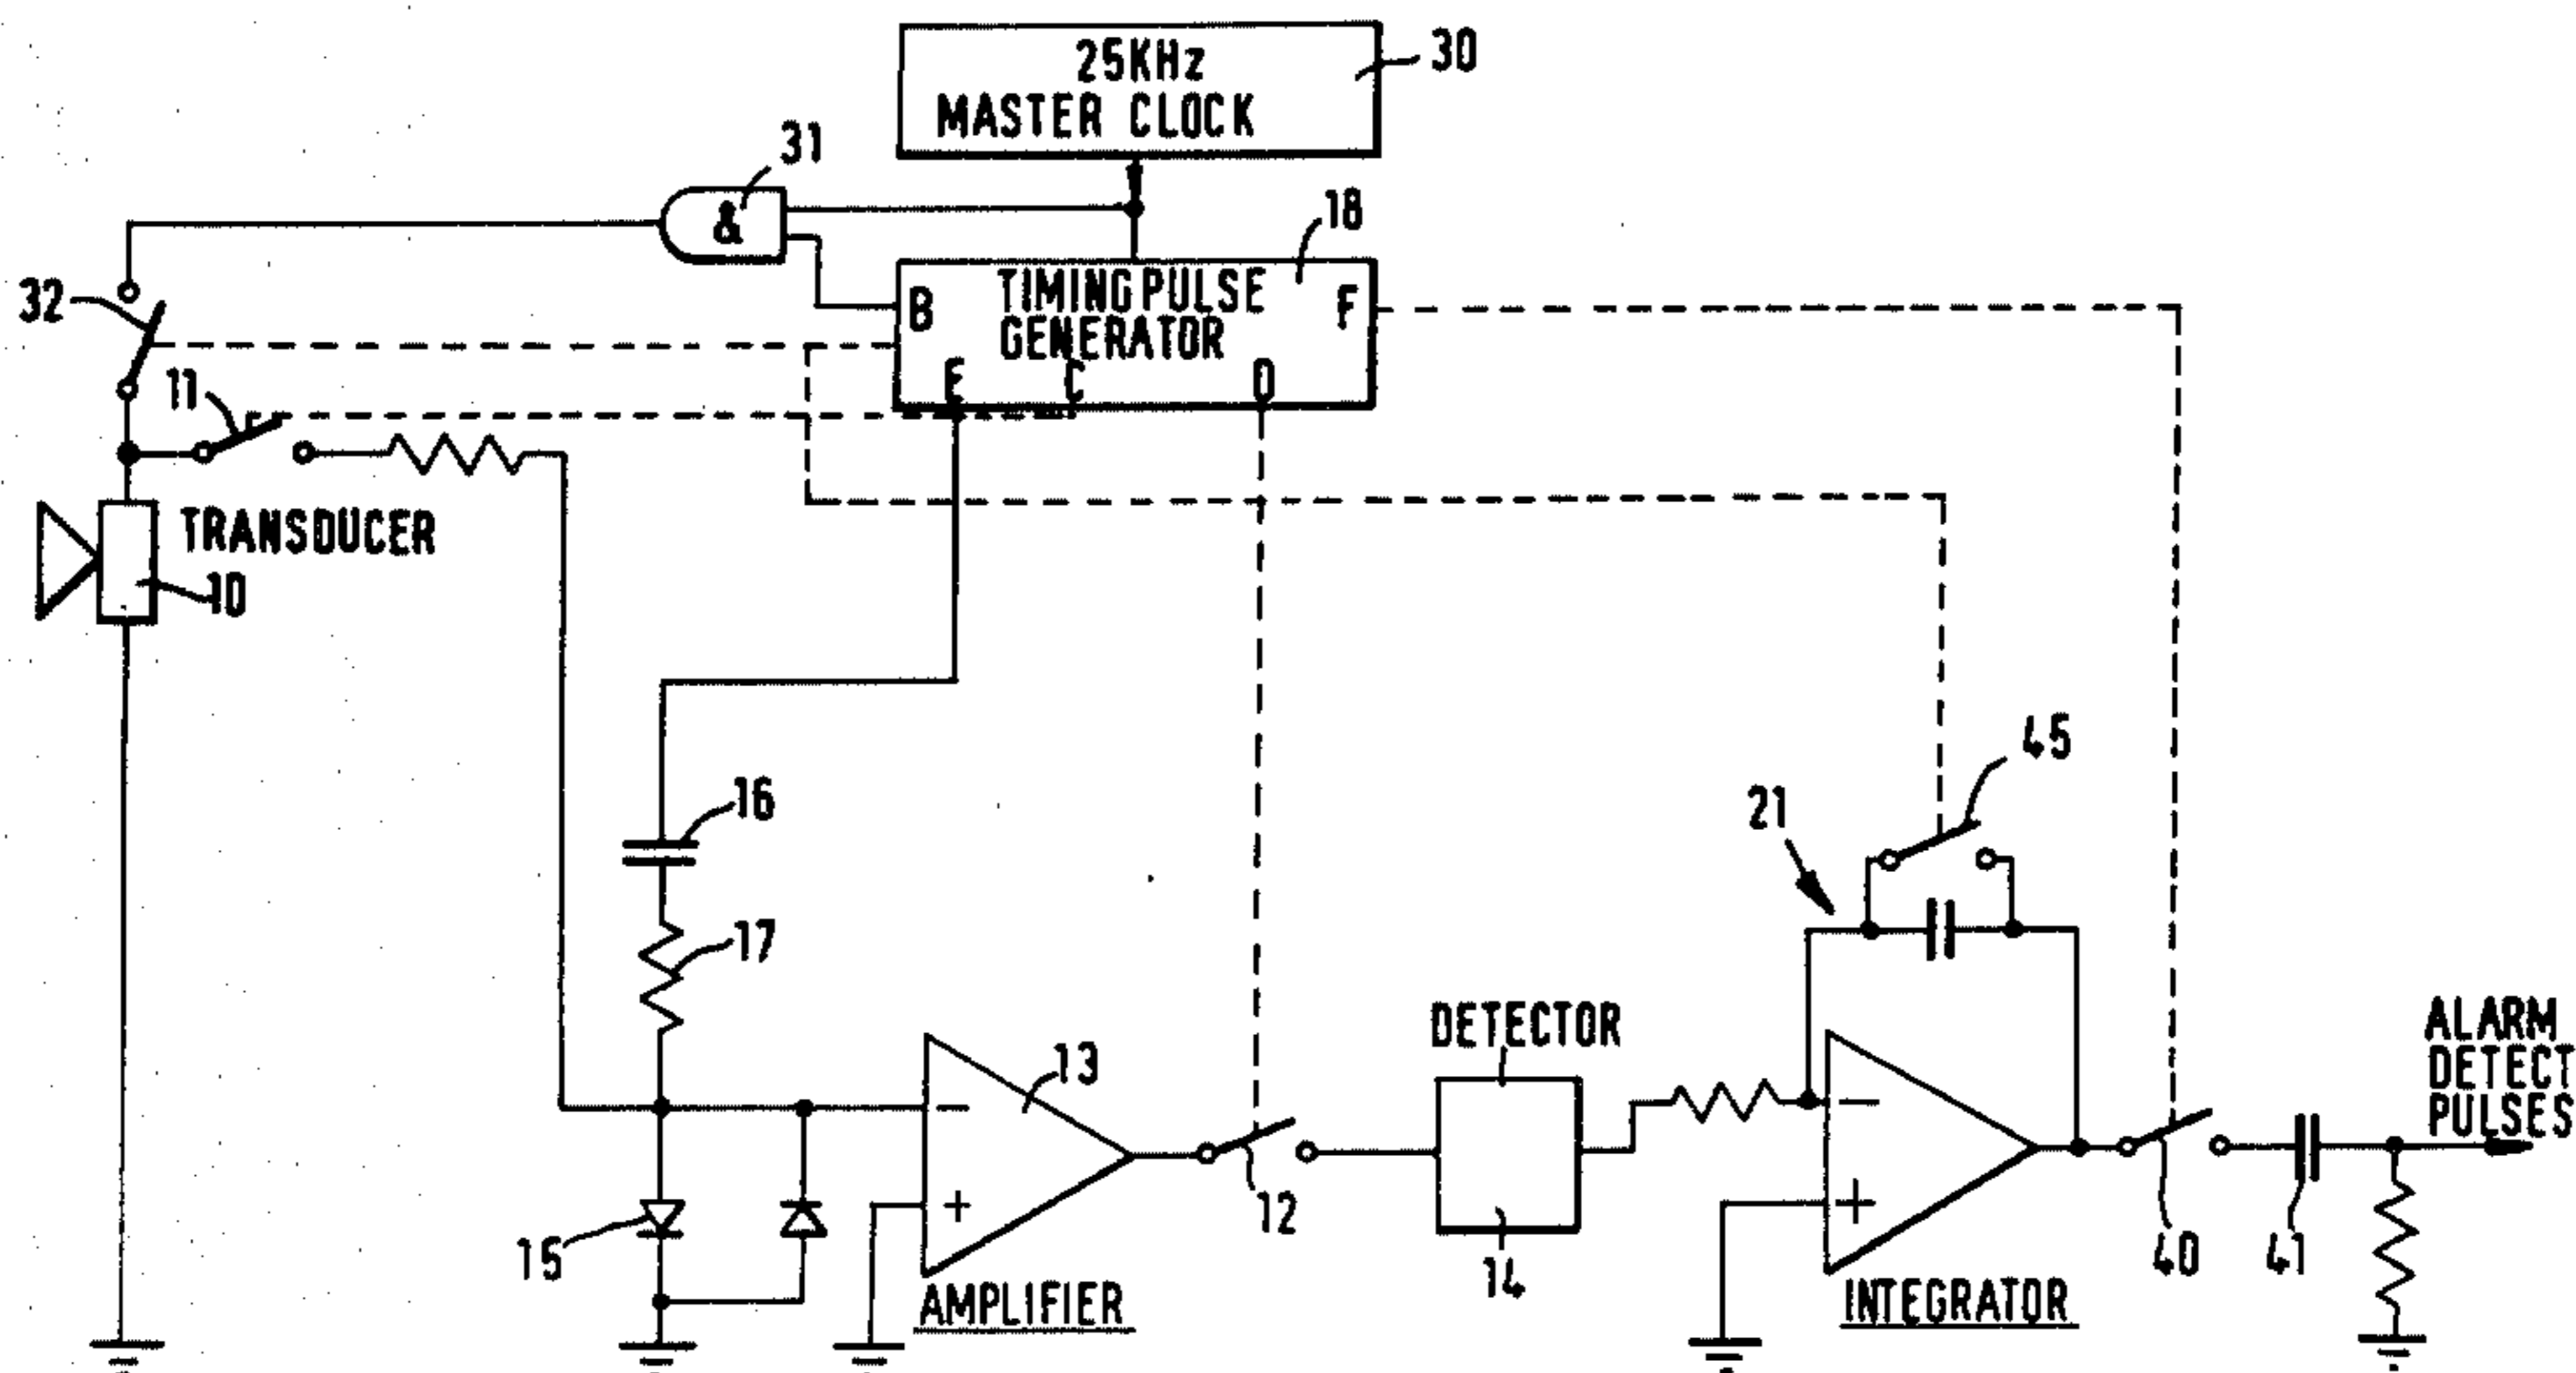 25KHz
MASTER CLOCK
30
31
&
18
TIMING PULSE
GENERATOR
B
F
E
C
D
32
11
TRANSDUCER
10
16
17
45
21
DETECTOR
ALARM
DETECT
PULSES
13
-
+
-
+
15
12
14
40
41
AMPLIFIER
INTEGRATOR